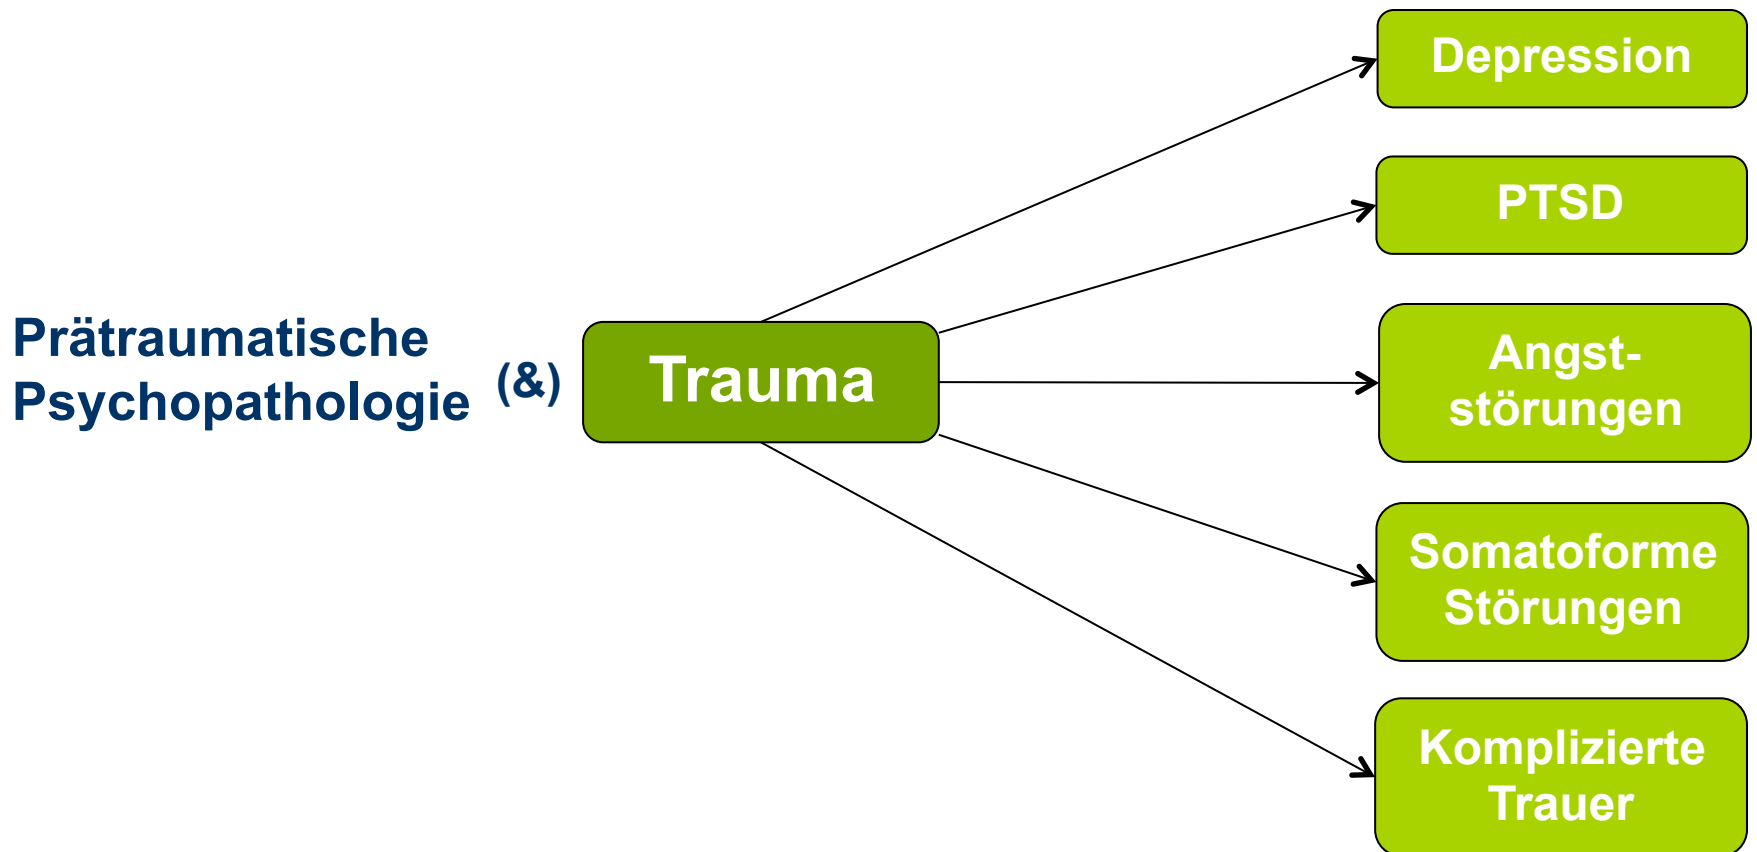 Prätraumatische
Psychopathologie
(&)
Trauma
Depression
PTSD
Angst-
störungen
Somatoforme
Störungen
Komplizierte
Trauer